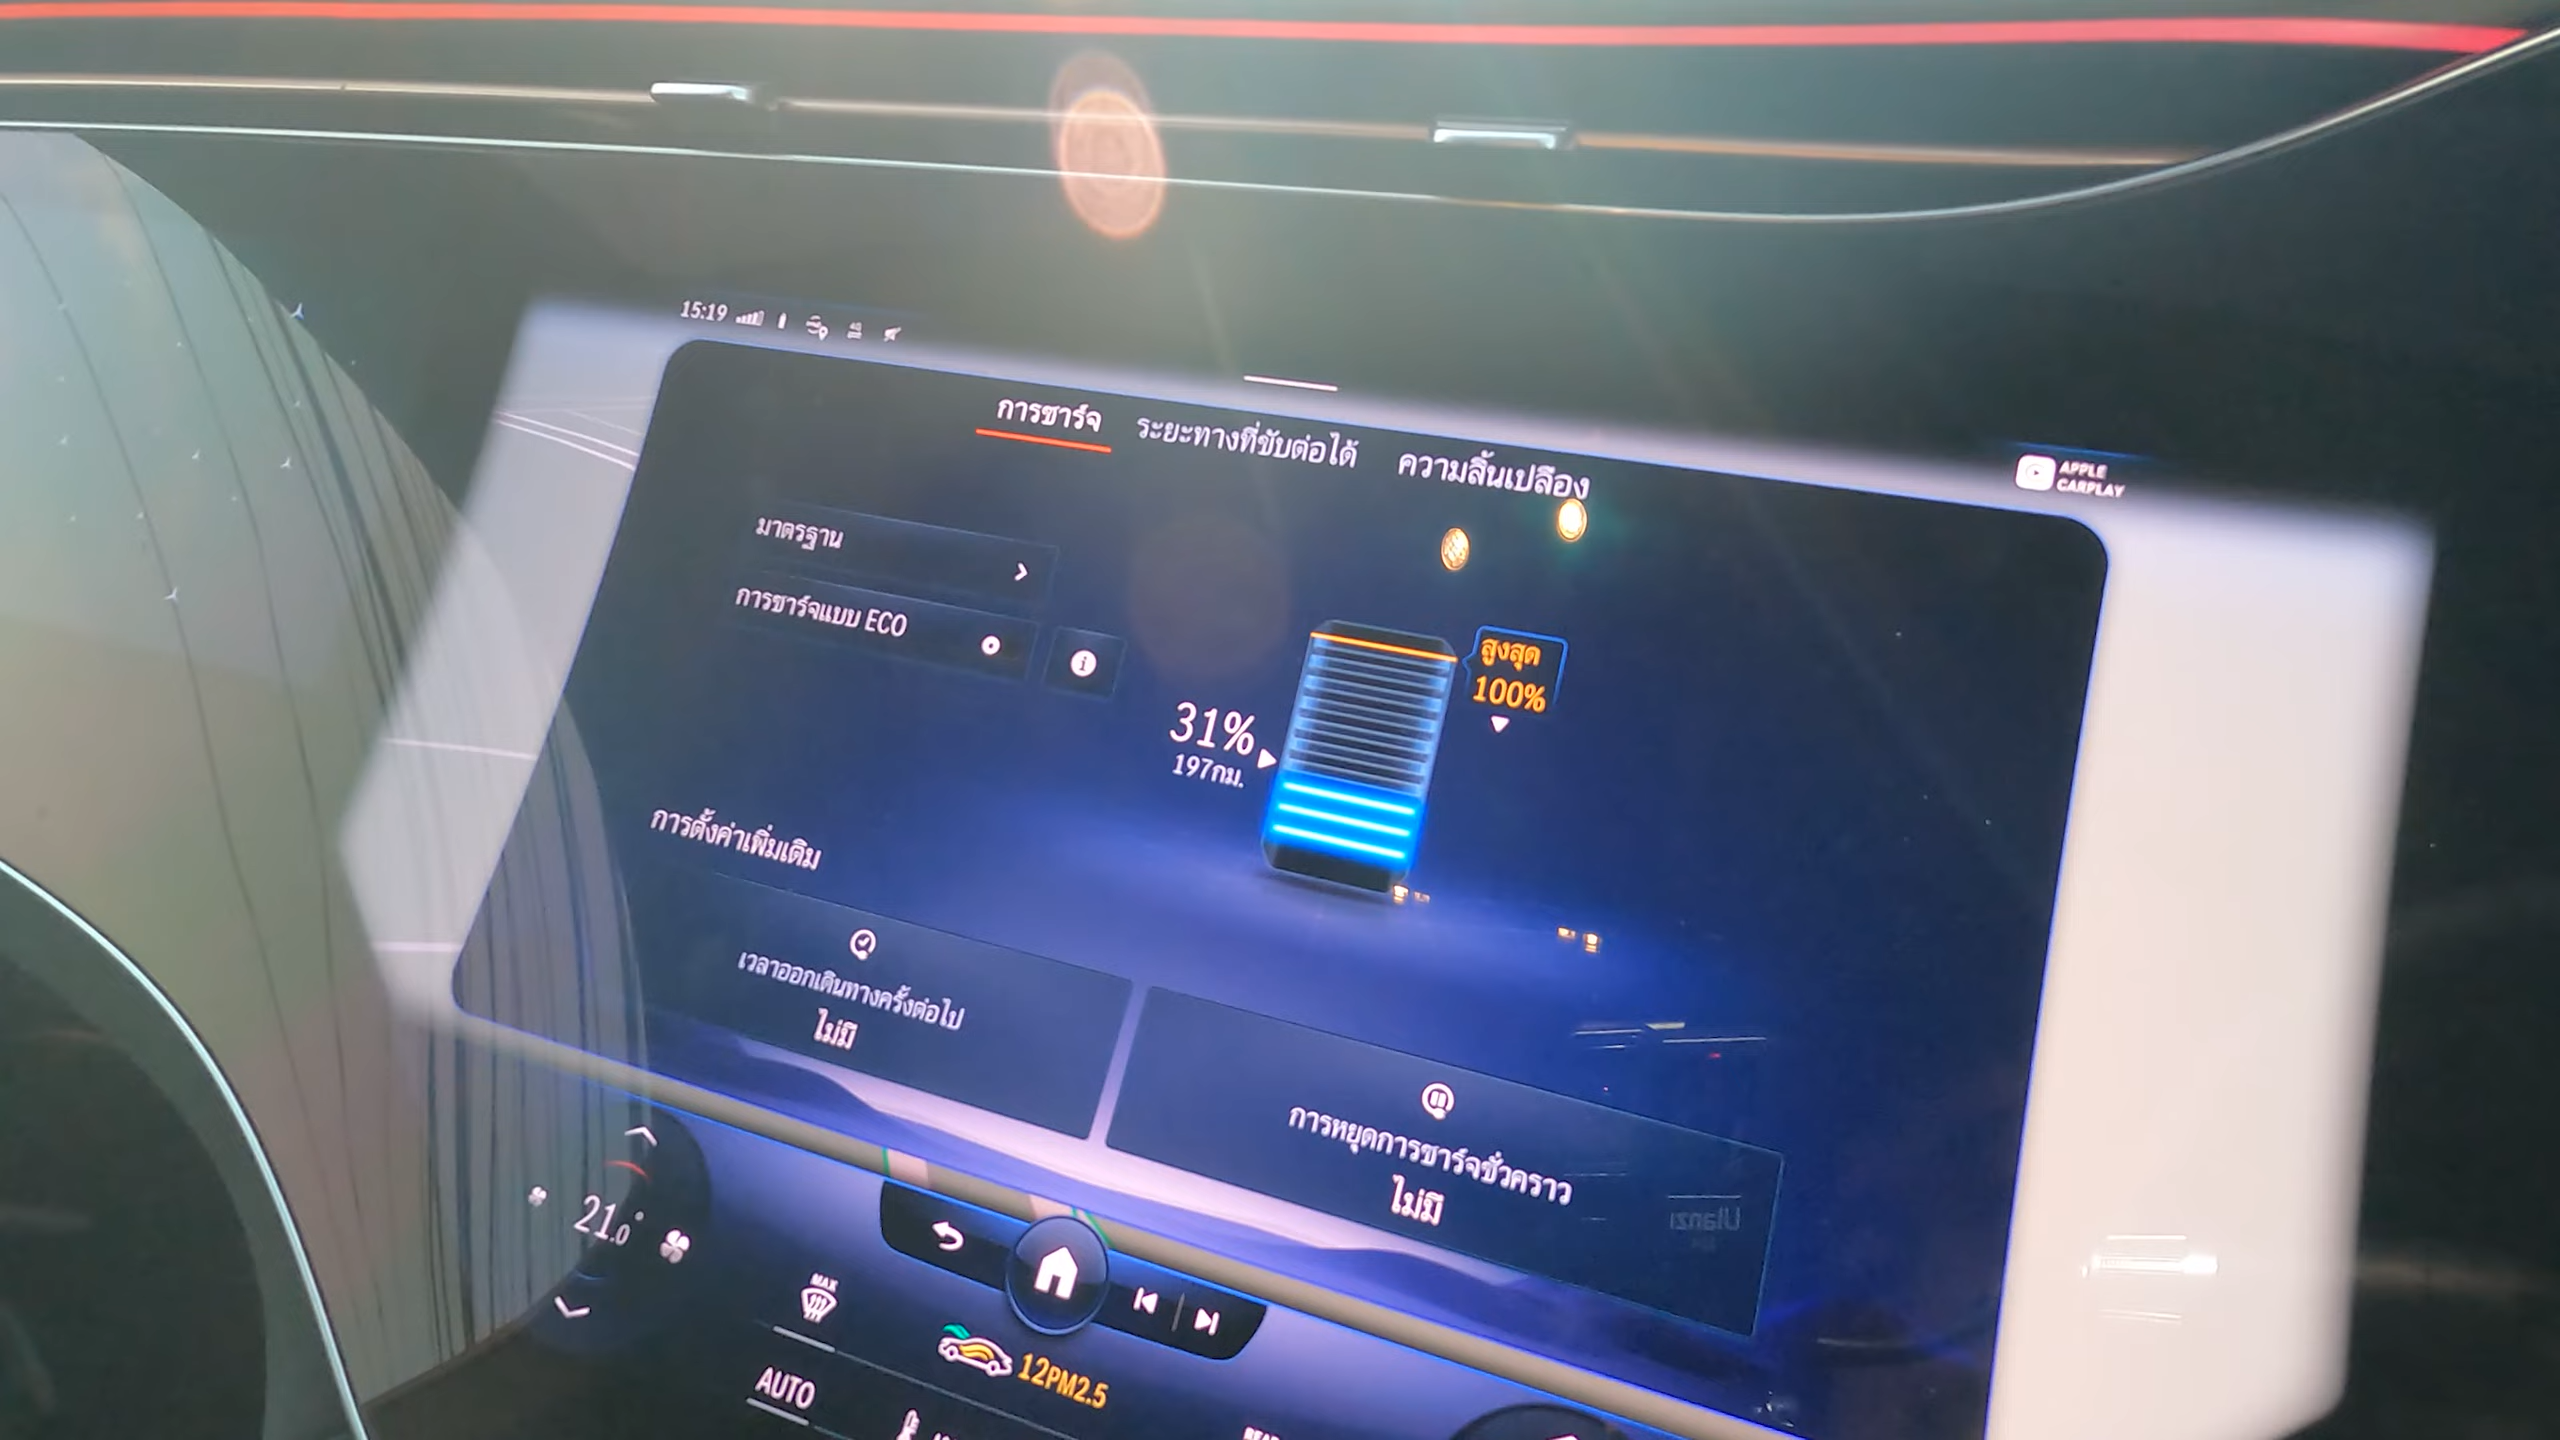 15:19
APPLE
CARPLAY
การชาร์จ ระยะทางที่ขับต่อได้ ความสิ้นเปลือง
มาตรฐาน
การชาร์จแบบ ECO
สูงสุด
100%
31%
197กม.
การตั้งค่าเพิ่มเติม
เวลาออกเดินทางครั้งต่อไป
ไม่มี
การหยุดการชาร์จชั่วคราว
ไม่มี
Ulanzi
21.0°
MAX
12PM2.5
AUTO